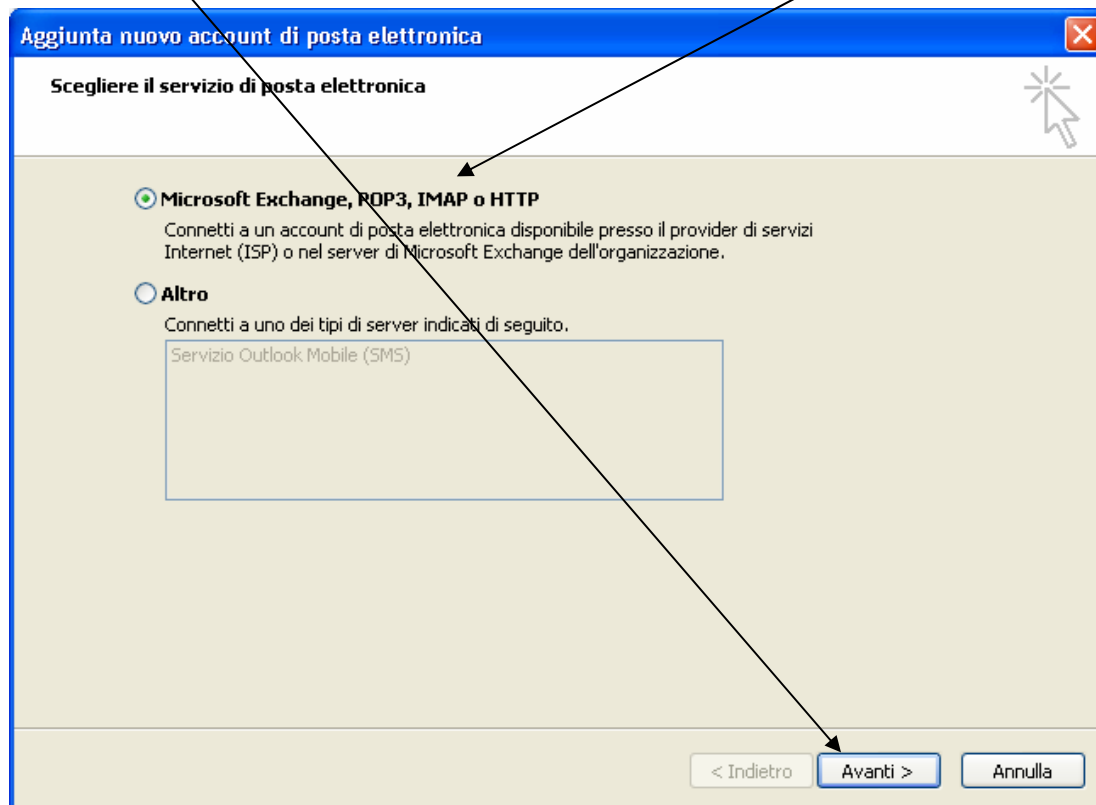 Aggiunta nuovo account di posta elettronica
Scegliere il servizio di posta elettronica
Microsoft Exchange, POP3, IMAP o HTTP
Connetti a un account di posta elettronica disponibile presso il provider di servizi
Internet (ISP) o nel server di Microsoft Exchange dell'organizzazione.
Altro
Connetti a uno dei tipi di server indicati di seguito.
Servizio Outlook Mobile (SMS)
< Indietro
Avanti >
Annulla